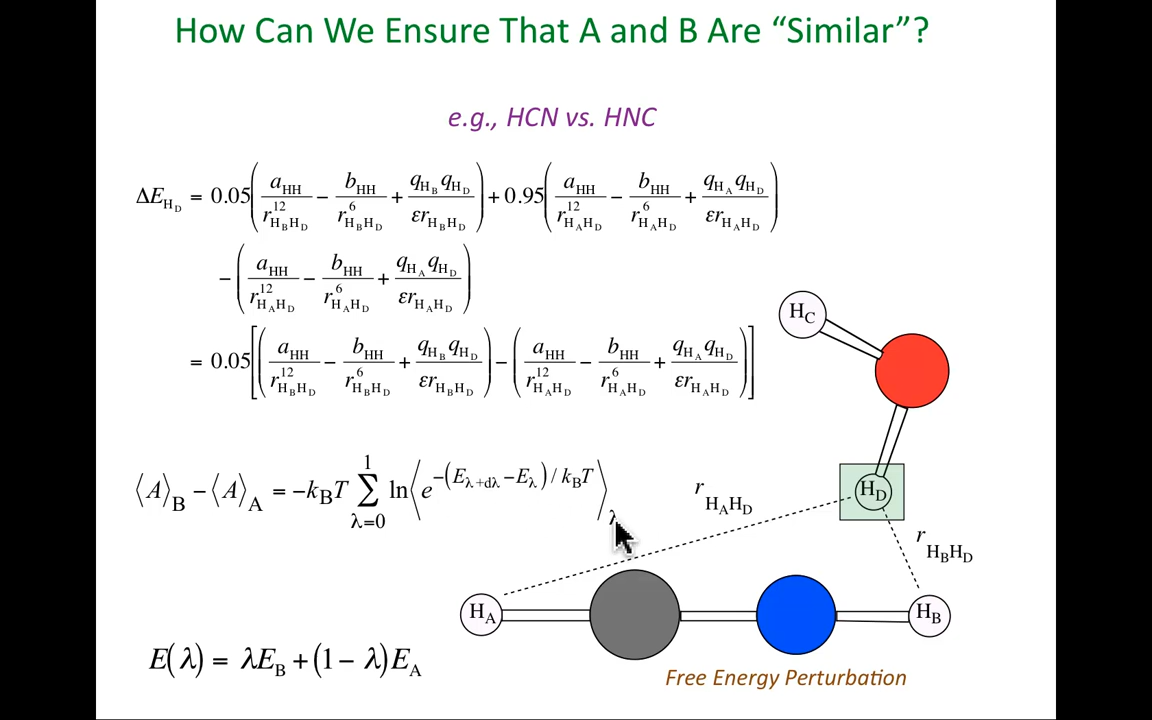 How Can We Ensure That A and B Are “Similar”?
e.g., HCN vs. HNC
ΔE_{H_D} = 0.05(a_{HH}/r^{12}_{H_BH_D} − b_{HH}/r^{6}_{H_BH_D} + q_{H_B}q_{H_D}/εr_{H_BH_D}) + 0.95(a_{HH}/r^{12}_{H_AH_D} − b_{HH}/r^{6}_{H_AH_D} + q_{H_A}q_{H_D}/εr_{H_AH_D})
− (a_{HH}/r^{12}_{H_AH_D} − b_{HH}/r^{6}_{H_AH_D} + q_{H_A}q_{H_D}/εr_{H_AH_D})
= 0.05[(a_{HH}/r^{12}_{H_BH_D} − b_{HH}/r^{6}_{H_BH_D} + q_{H_B}q_{H_D}/εr_{H_BH_D}) − (a_{HH}/r^{12}_{H_AH_D} − b_{HH}/r^{6}_{H_AH_D} + q_{H_A}q_{H_D}/εr_{H_AH_D})]
⟨A⟩_B − ⟨A⟩_A = −k_BT ∑_{λ=0}^{1} ln⟨e^{−(E_{λ+dλ}−E_λ)/k_BT}⟩_λ
E(λ) = λE_B + (1 − λ)E_A
H_C
H_D
r_{H_AH_D}
r_{H_BH_D}
H_A
H_B
Free Energy Perturbation